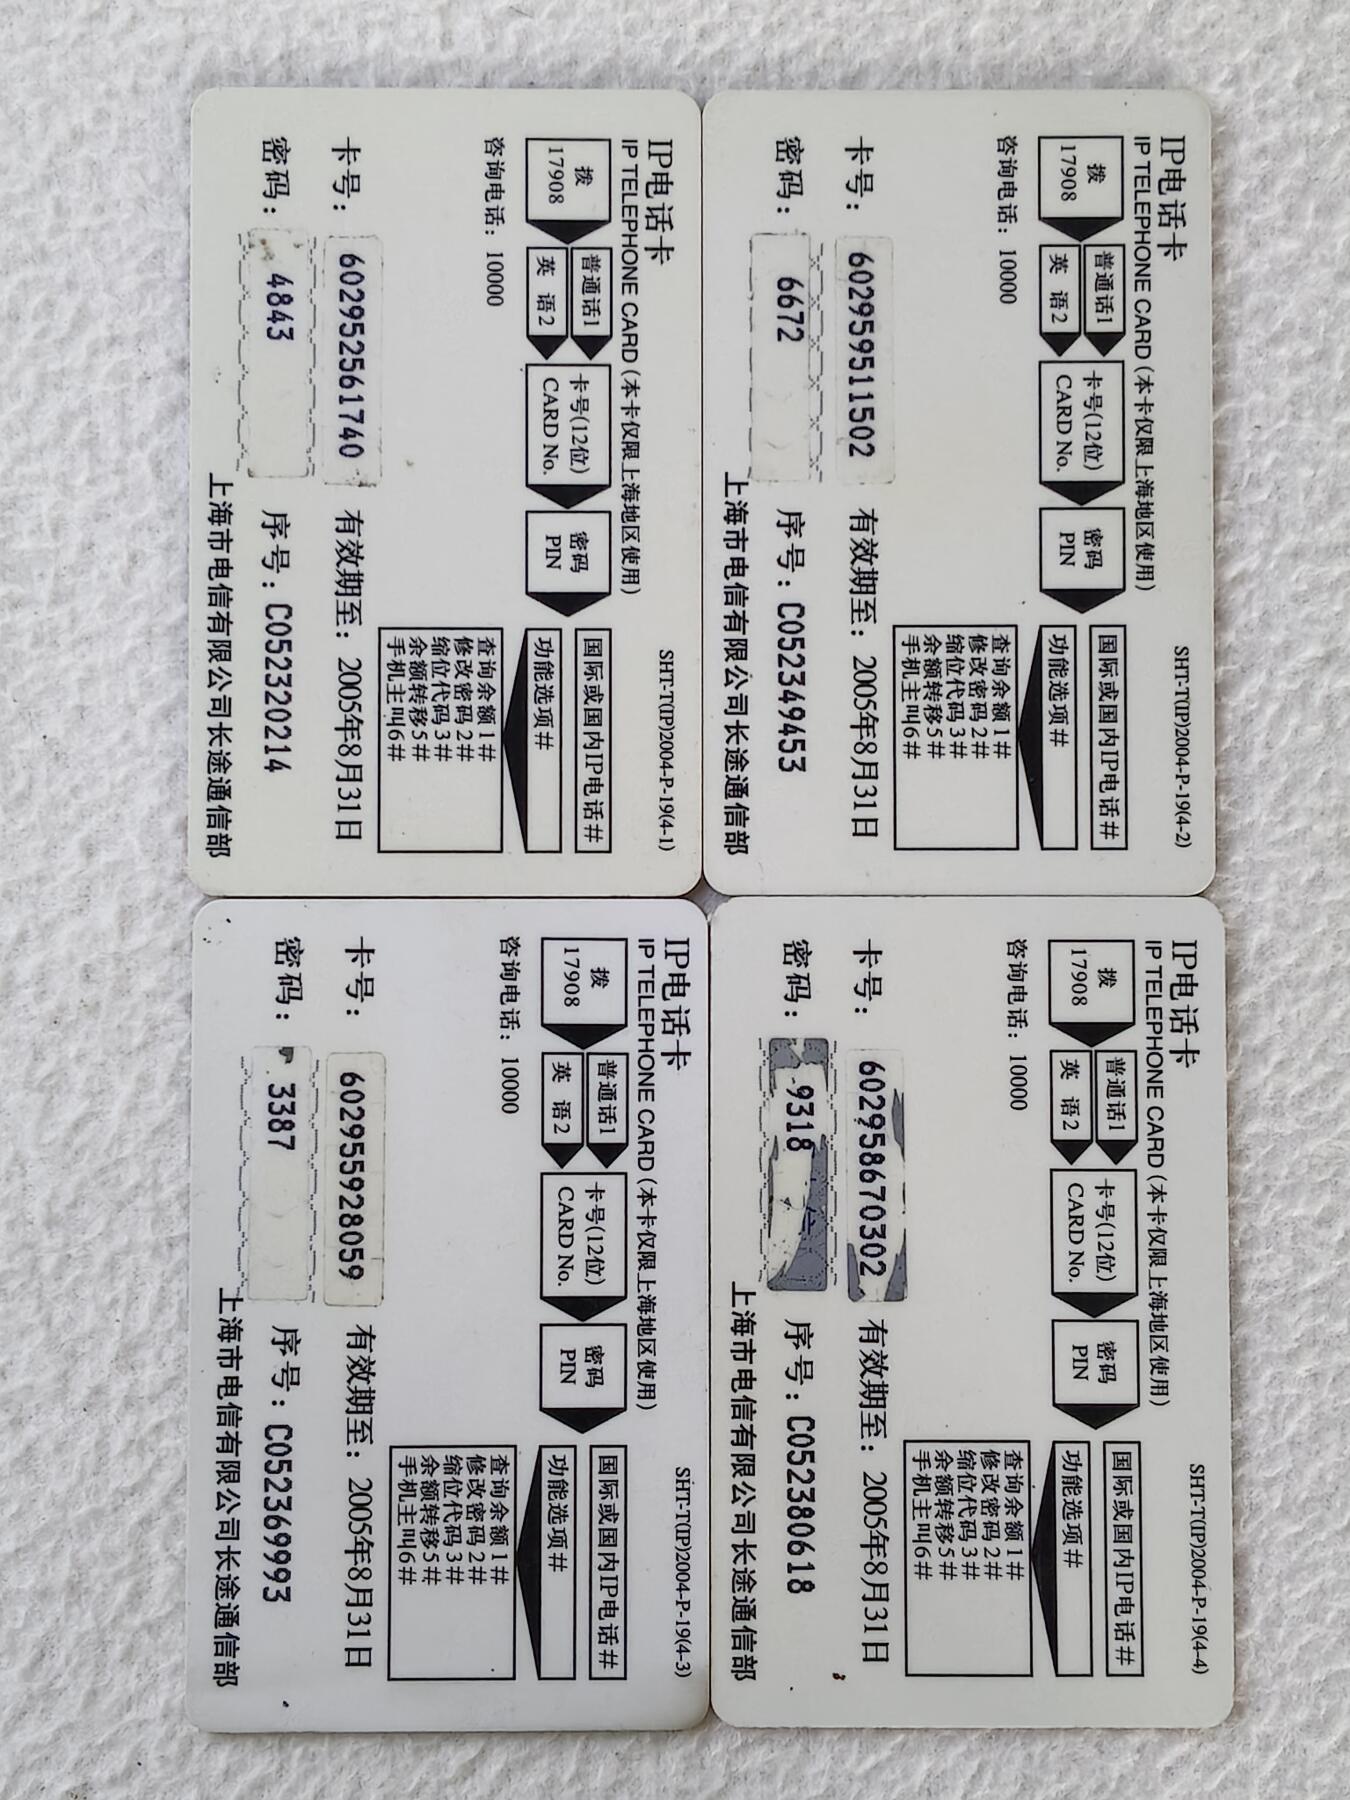 IP电话卡
IP TELEPHONE CARD (本卡仅限上海地区使用)
SHT-T(IP)2004-P-19(4-1)
拨
17908
普通话1
英 语2
卡号(12位)
CARD No.
密码
PIN
国际或国内IP电话#
功能选项#
查询余额1#
修改密码2#
缩位代码3#
余额转移5#
手机主叫6#
咨询电话: 10000
卡号: 602952561740 有效期至: 2005年8月31日
密码: 4843 序号: C052320214
上海市电信有限公司长途通信部
IP电话卡
IP TELEPHONE CARD (本卡仅限上海地区使用)
SHT-T(IP)2004-P-19(4-2)
拨
17908
普通话1
英 语2
卡号(12位)
CARD No.
密码
PIN
国际或国内IP电话#
功能选项#
查询余额1#
修改密码2#
缩位代码3#
余额转移5#
手机主叫6#
咨询电话: 10000
卡号: 602959511502 有效期至: 2005年8月31日
密码: 6672 序号: C052349453
上海市电信有限公司长途通信部
IP电话卡
IP TELEPHONE CARD (本卡仅限上海地区使用)
SHT-T(IP)2004-P-19(4-3)
拨
17908
普通话1
英 语2
卡号(12位)
CARD No.
密码
PIN
国际或国内IP电话#
功能选项#
查询余额1#
修改密码2#
缩位代码3#
余额转移5#
手机主叫6#
咨询电话: 10000
卡号: 602955928059 有效期至: 2005年8月31日
密码: 3387 序号: C052369993
上海市电信有限公司长途通信部
IP电话卡
IP TELEPHONE CARD (本卡仅限上海地区使用)
SHT-T(IP)2004-P-19(4-4)
拨
17908
普通话1
英 语2
卡号(12位)
CARD No.
密码
PIN
国际或国内IP电话#
功能选项#
查询余额1#
修改密码2#
缩位代码3#
余额转移5#
手机主叫6#
咨询电话: 10000
卡号: 602958670302 有效期至: 2005年8月31日
密码: 9318 序号: C052380618
上海市电信有限公司长途通信部